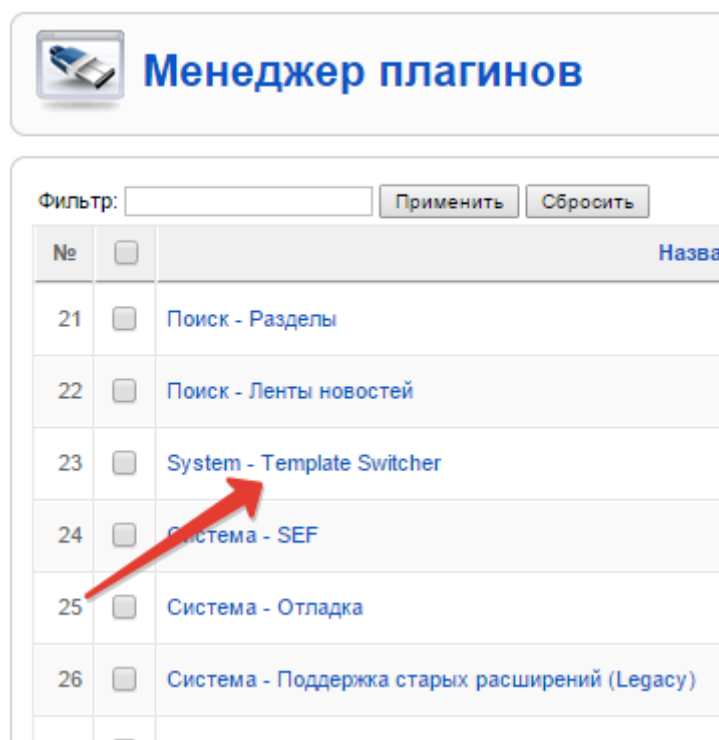 Менеджер плагинов
Фильтр: Применить Сбросить
№ Назва
21 Поиск - Разделы
22 Поиск - Ленты новостей
23 System - Template Switcher
24 Система - SEF
25 Система - Отладка
26 Система - Поддержка старых расширений (Legacy)